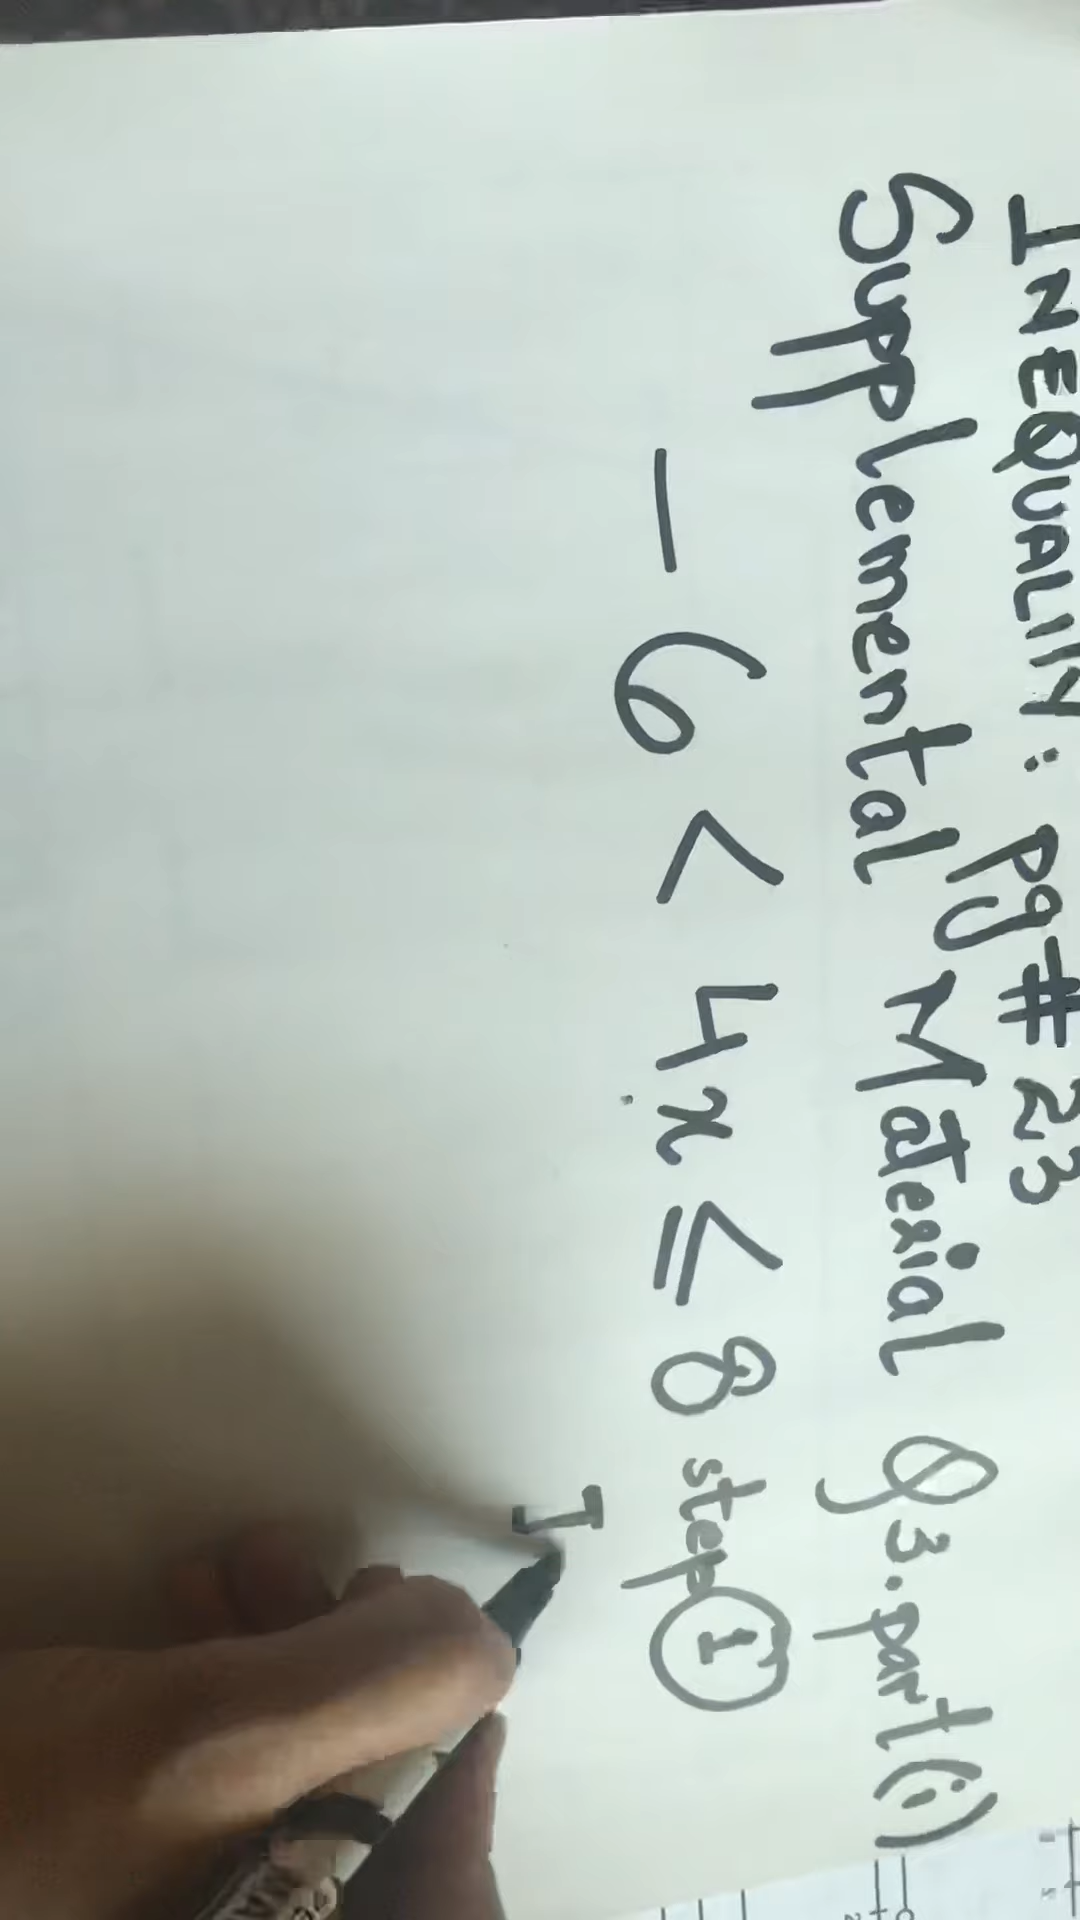 INEQUALITY: pg # 23
Supplemental Material Q3. part (i)
- 6 < 4x ≤ 8 step 1
I